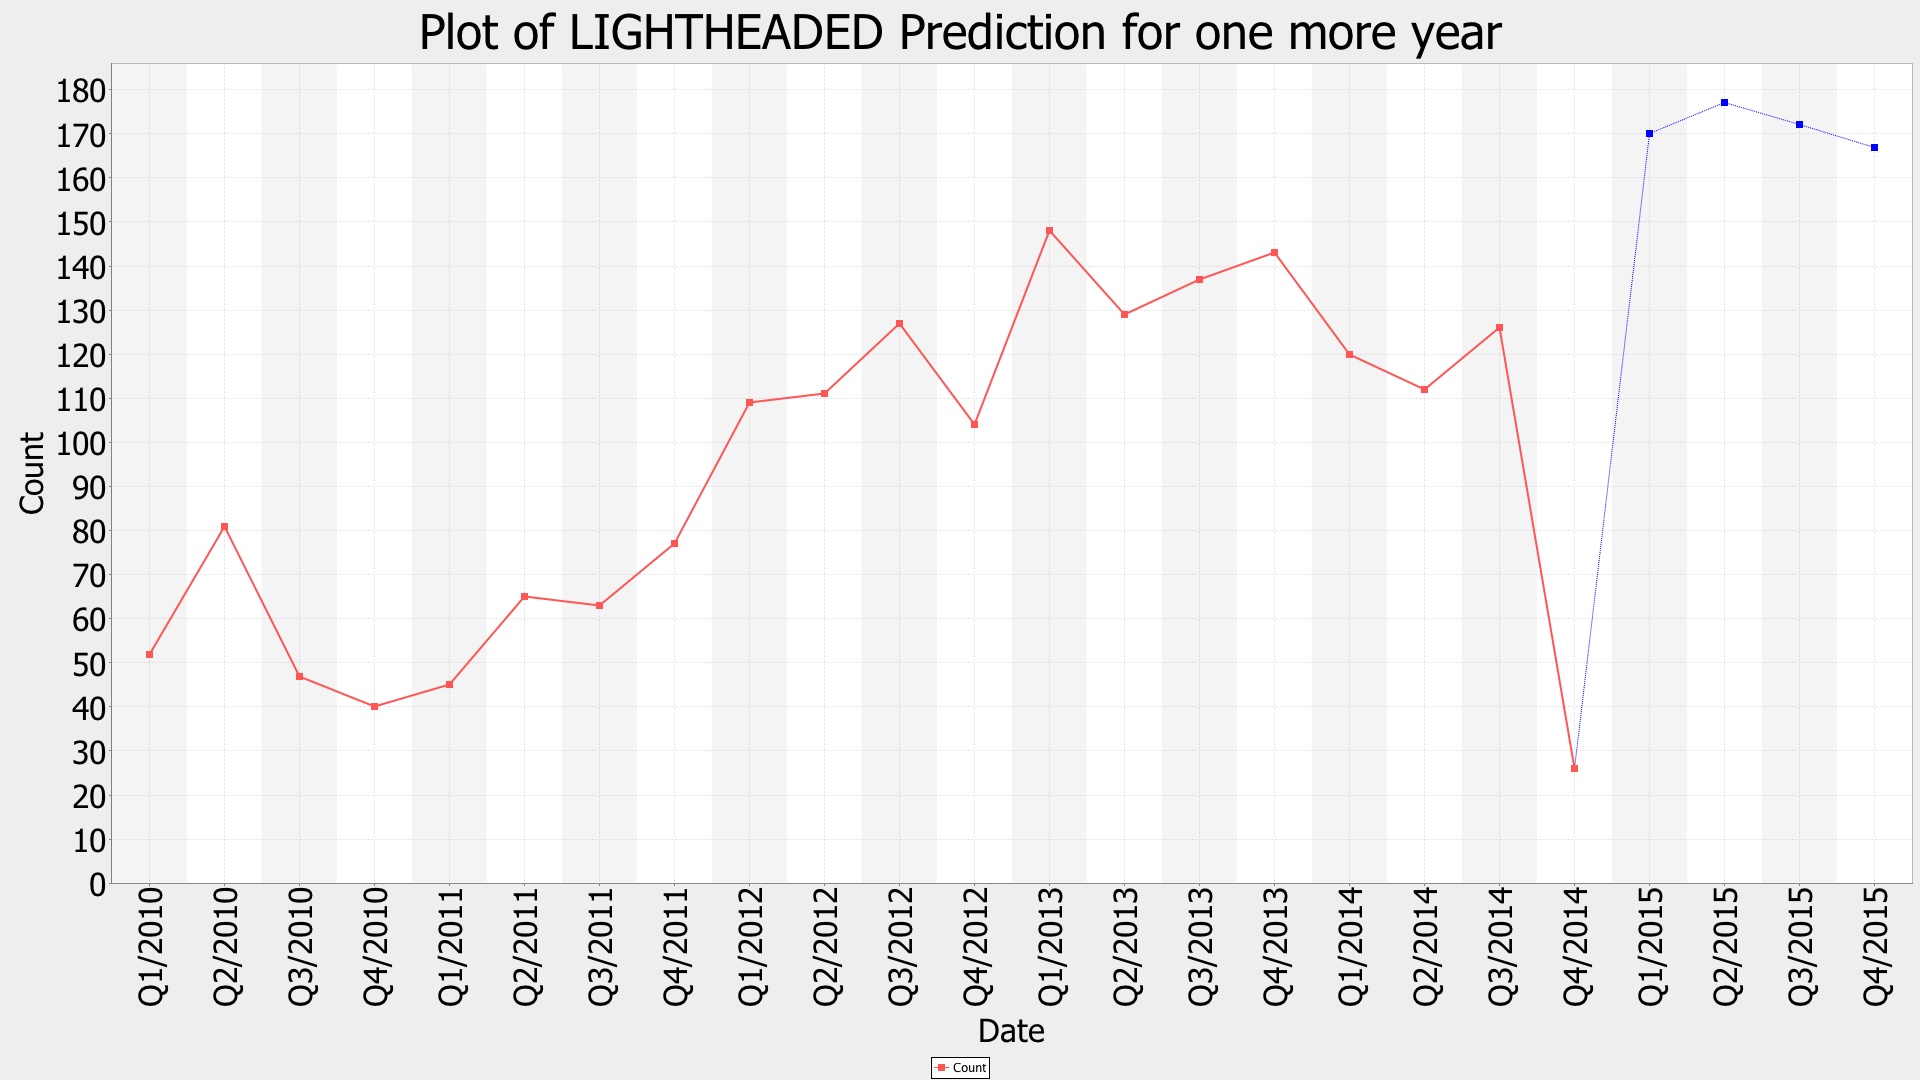 Plot of LIGHTHEADED Prediction for one more year
Count
180
170
160
150
140
130
120
110
100
90
80
70
60
50
40
30
20
10
0
Q1/2010
Q2/2010
Q3/2010
Q4/2010
Q1/2011
Q2/2011
Q3/2011
Q4/2011
Q1/2012
Q2/2012
Q3/2012
Q4/2012
Q1/2013
Q2/2013
Q3/2013
Q4/2013
Q1/2014
Q2/2014
Q3/2014
Q4/2014
Q1/2015
Q2/2015
Q3/2015
Q4/2015
Date
Count